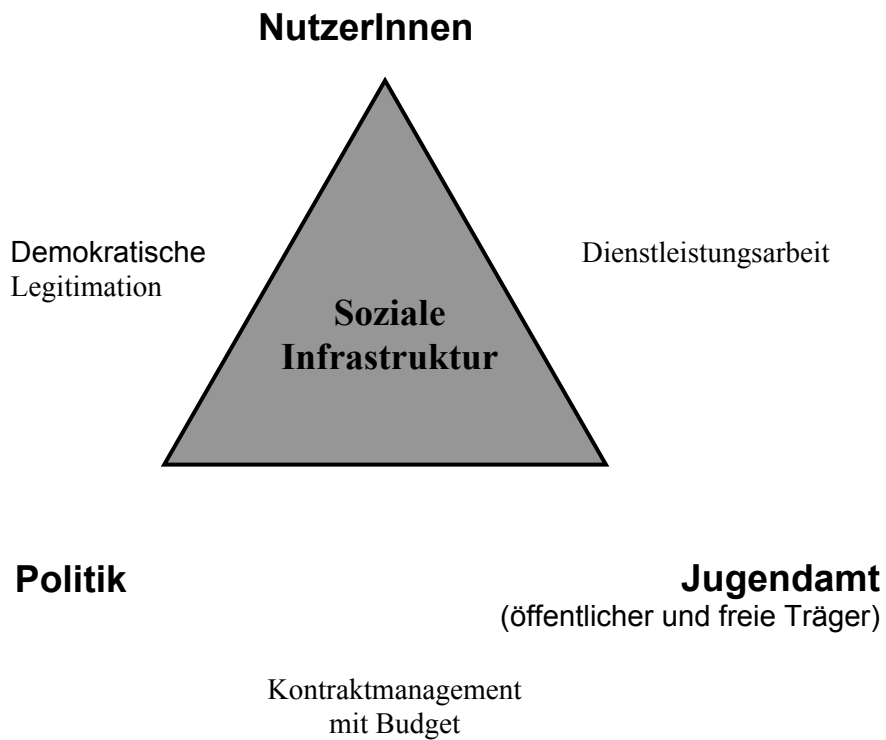 NutzerInnen
Demokratische
Legitimation
Dienstleistungsarbeit
Soziale
Infrastruktur
Politik
Jugendamt
(öffentlicher und freie Träger)
Kontraktmanagement
mit Budget